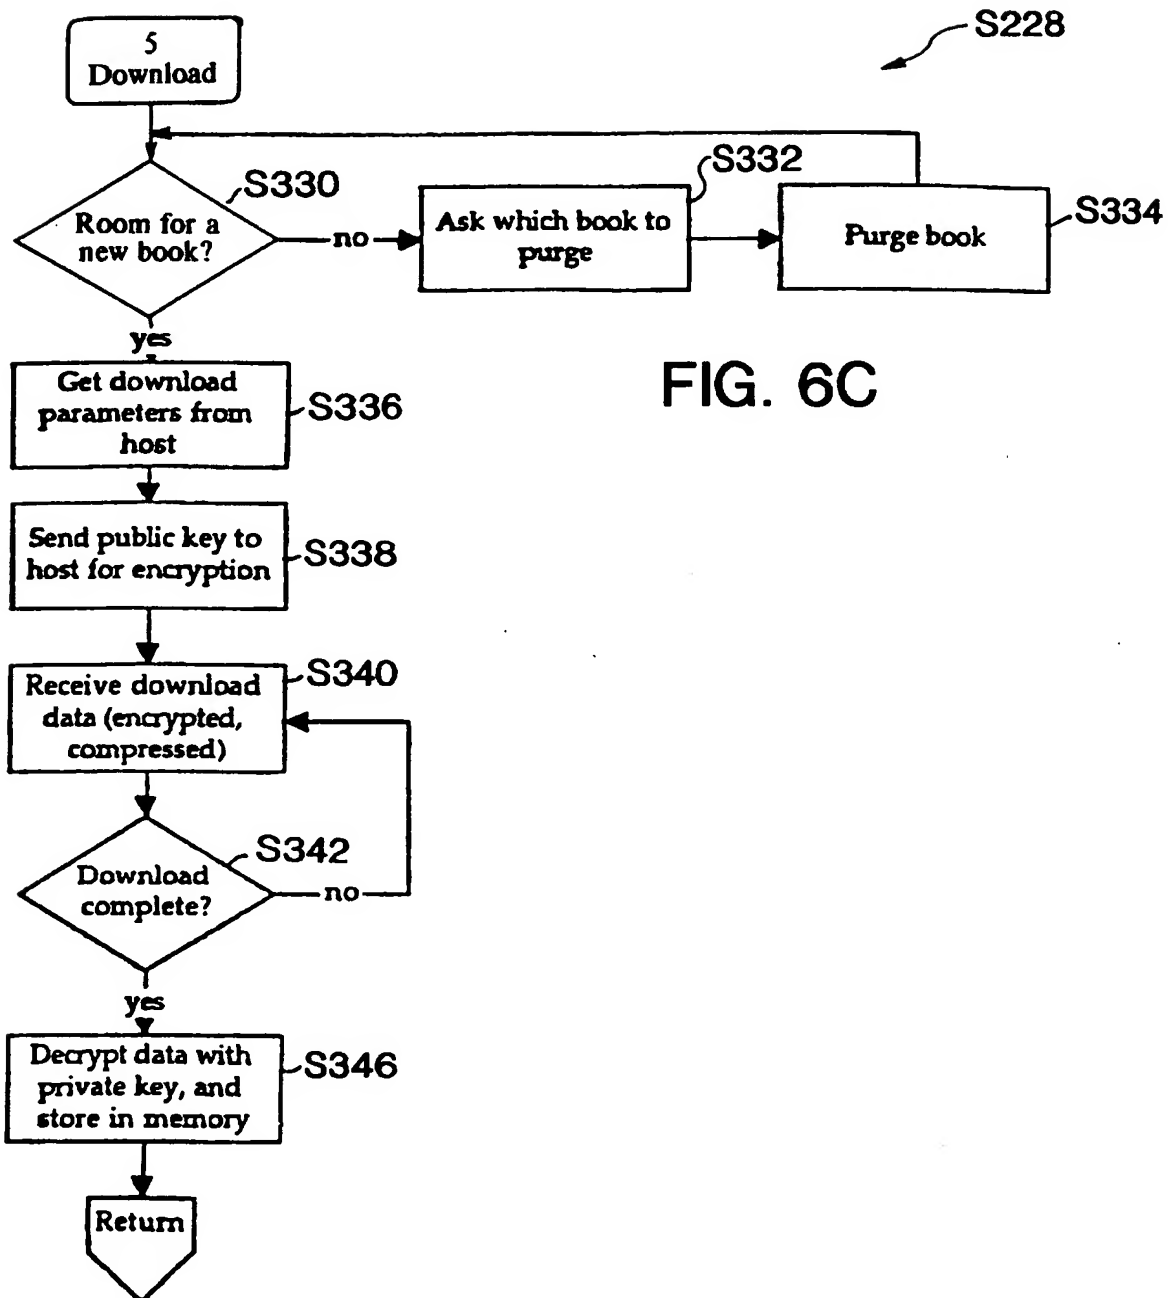 S228
5
Download
S330
Room for a
new book?
no
S332
Ask which book to
purge
S334
Purge book
yes
FIG. 6C
Get download
parameters from
host
S336
Send public key to
host for encryption
S338
S340
Receive download
data (encrypted,
compressed)
S342
Download
complete?
no
yes
Decrypt data with
private key, and
store in memory
S346
Return